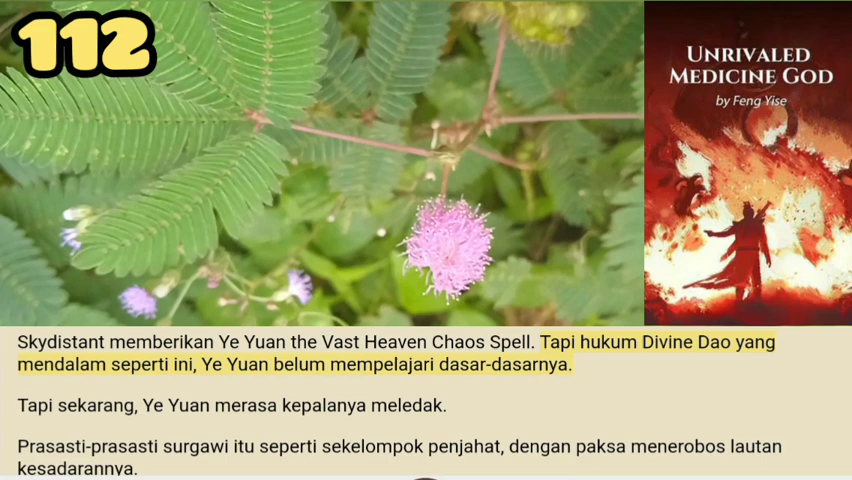 112
UNRIVALED
MEDICINE GOD
by Feng Yise
Skydistant memberikan Ye Yuan the Vast Heaven Chaos Spell. Tapi hukum Divine Dao yang
mendalam seperti ini, Ye Yuan belum mempelajari dasar-dasarnya.
Tapi sekarang, Ye Yuan merasa kepalanya meledak.
Prasasti-prasasti surgawi itu seperti sekelompok penjahat, dengan paksa menerobos lautan
kesadarannya.